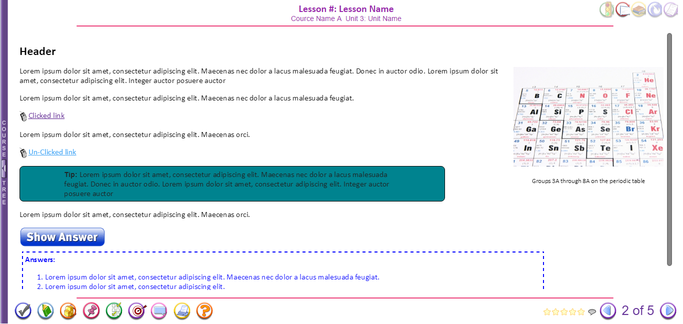 Lesson #: Lesson Name
Cource Name A Unit 3: Unit Name
Header
Lorem ipsum dolor sit amet, consectetur adipiscing elit. Maecenas nec dolor a lacus malesuada feugiat. Donec in auctor odio. Lorem ipsum dolor sit
amet, consectetur adipiscing elit. Integer auctor posuere auctor
Lorem ipsum dolor sit amet, consectetur adipiscing elit. Maecenas nec dolor a lacus malesuada feugiat.
Clicked link
Lorem ipsum dolor sit amet, consectetur adipiscing elit. Maecenas orci.
Un-Clicked link
Tip: Lorem ipsum dolor sit amet, consectetur adipiscing elit. Maecenas nec dolor a lacus malesuada
feugiat. Donec in auctor odio. Lorem ipsum dolor sit amet, consectetur adipiscing elit. Integer auctor
posuere auctor
Lorem ipsum dolor sit amet, consectetur adipiscing elit. Maecenas orci.
Show Answer
Answers:
1. Lorem ipsum dolor sit amet, consectetur adipiscing elit. Maecenas nec dolor a lacus malesuada feugiat.
2. Lorem ipsum dolor sit amet, consectetur adipiscing elit.
He
B C N O F Ne
Al Si P S Cl Ar
Ga Ge As Se Br Kr
In Sn Sb Te I Xe
Groups 3A through 8A on the periodic table
COURSE TREE
2 of 5